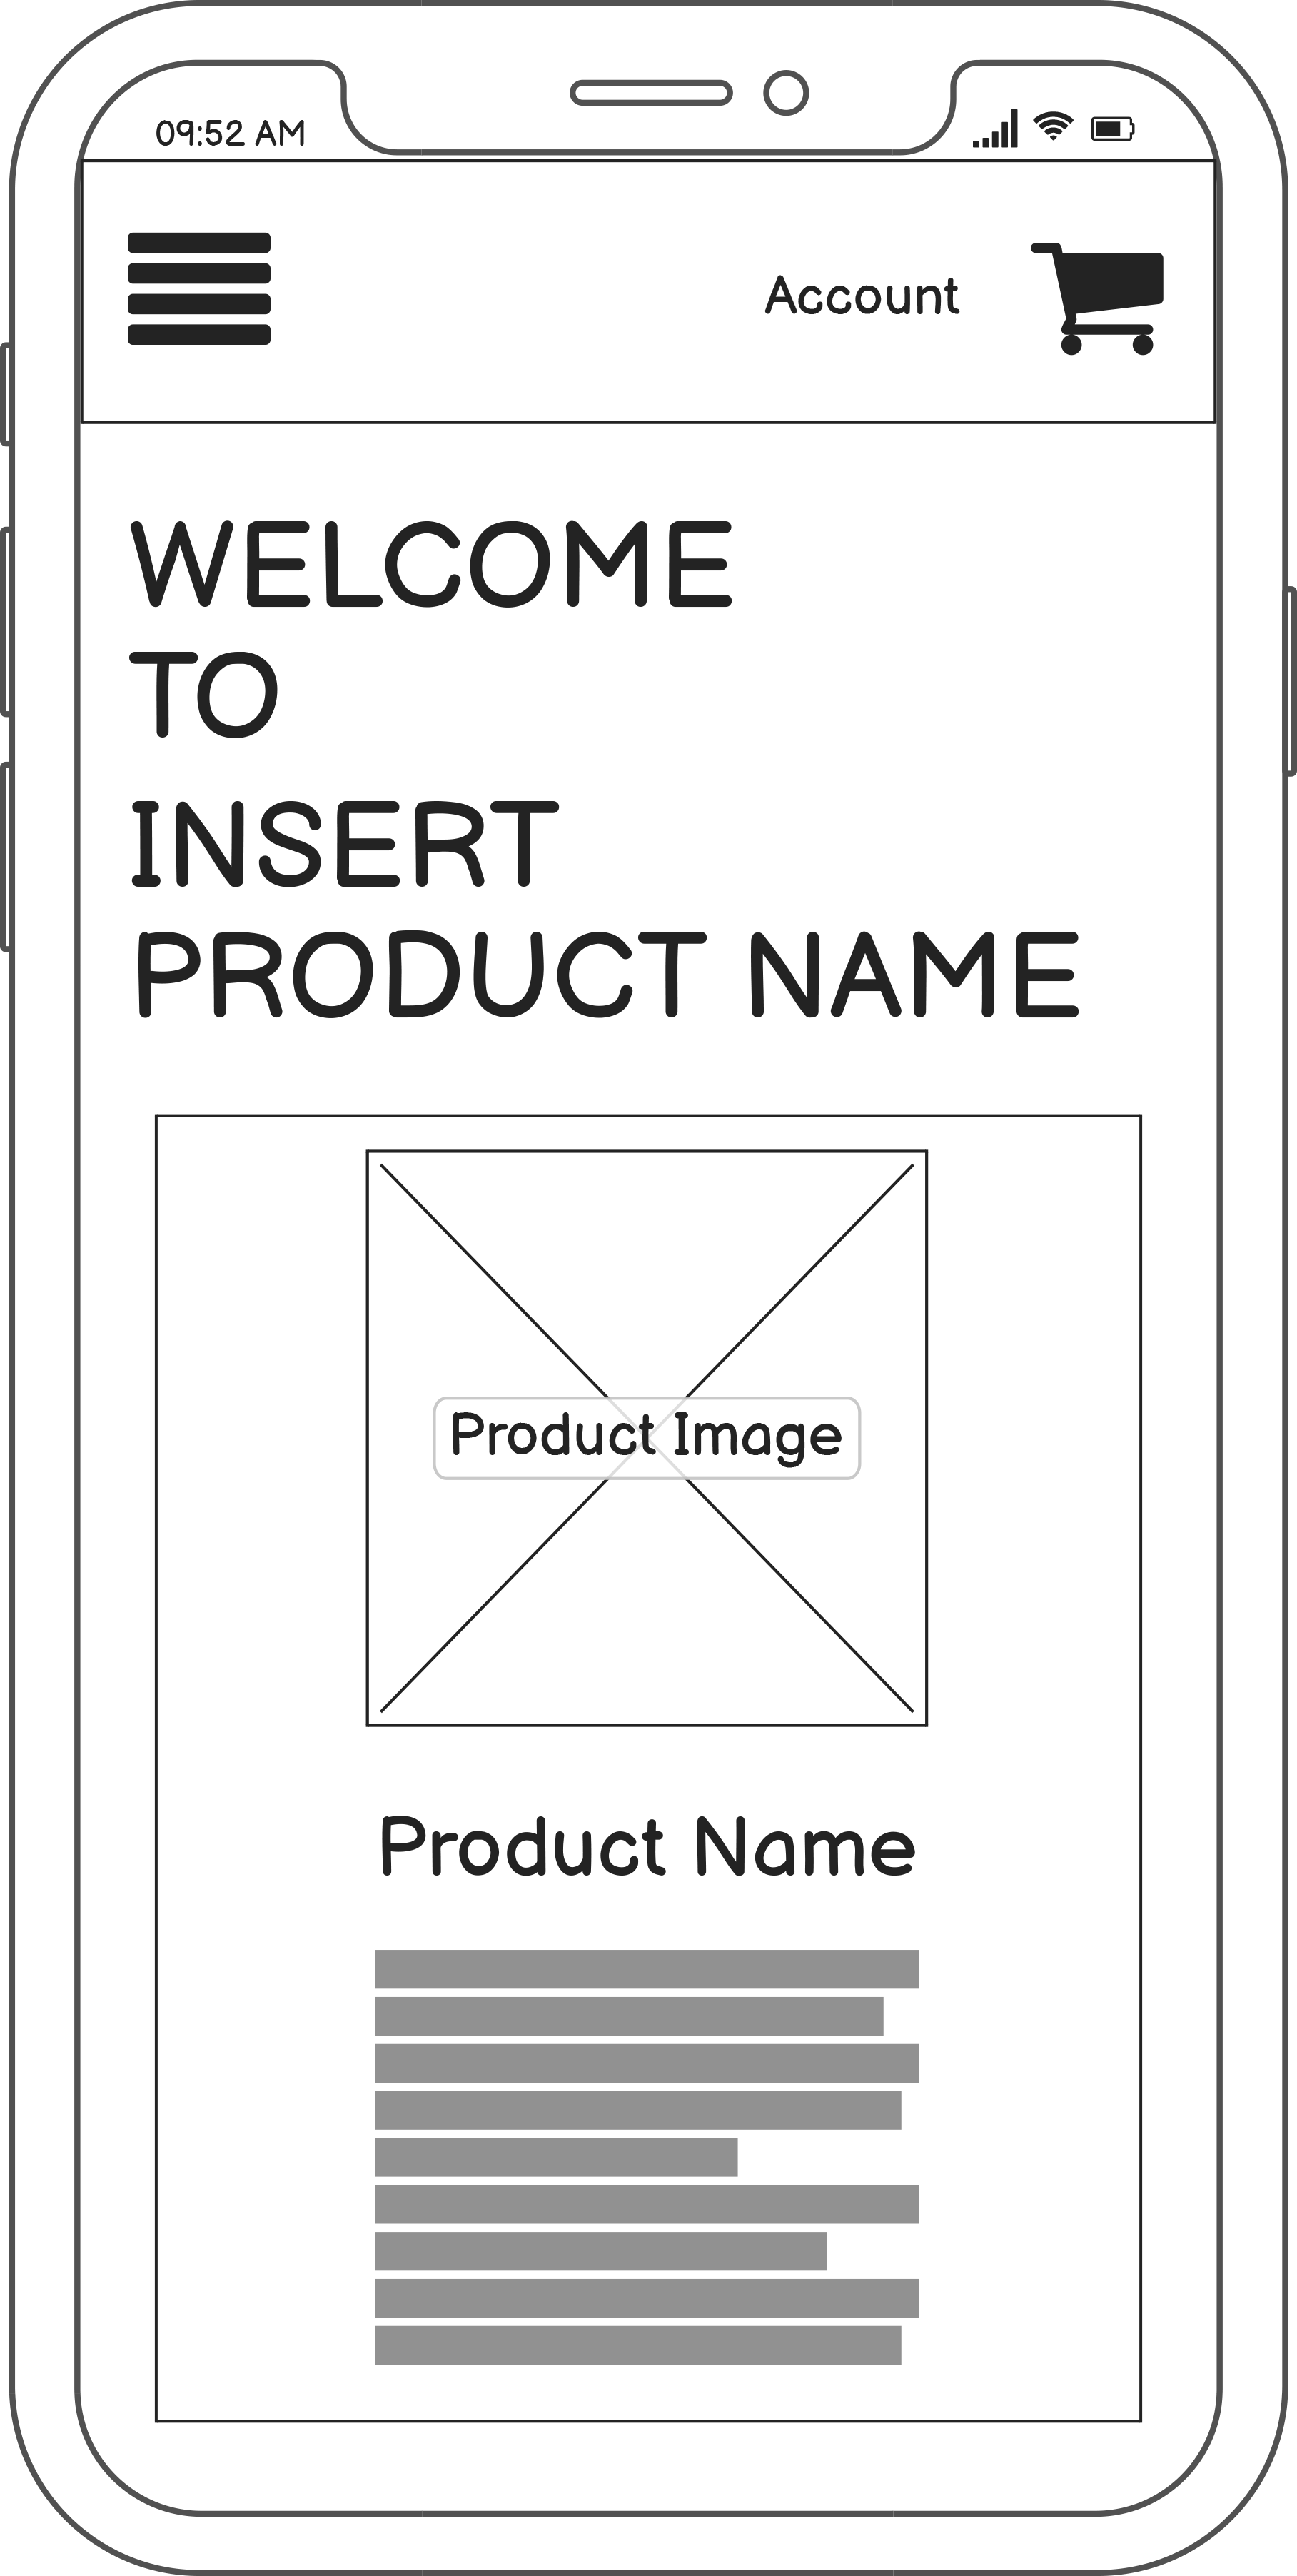 09:52 AM
Account
WELCOME
TO
INSERT
PRODUCT NAME
Product Image
Product Name